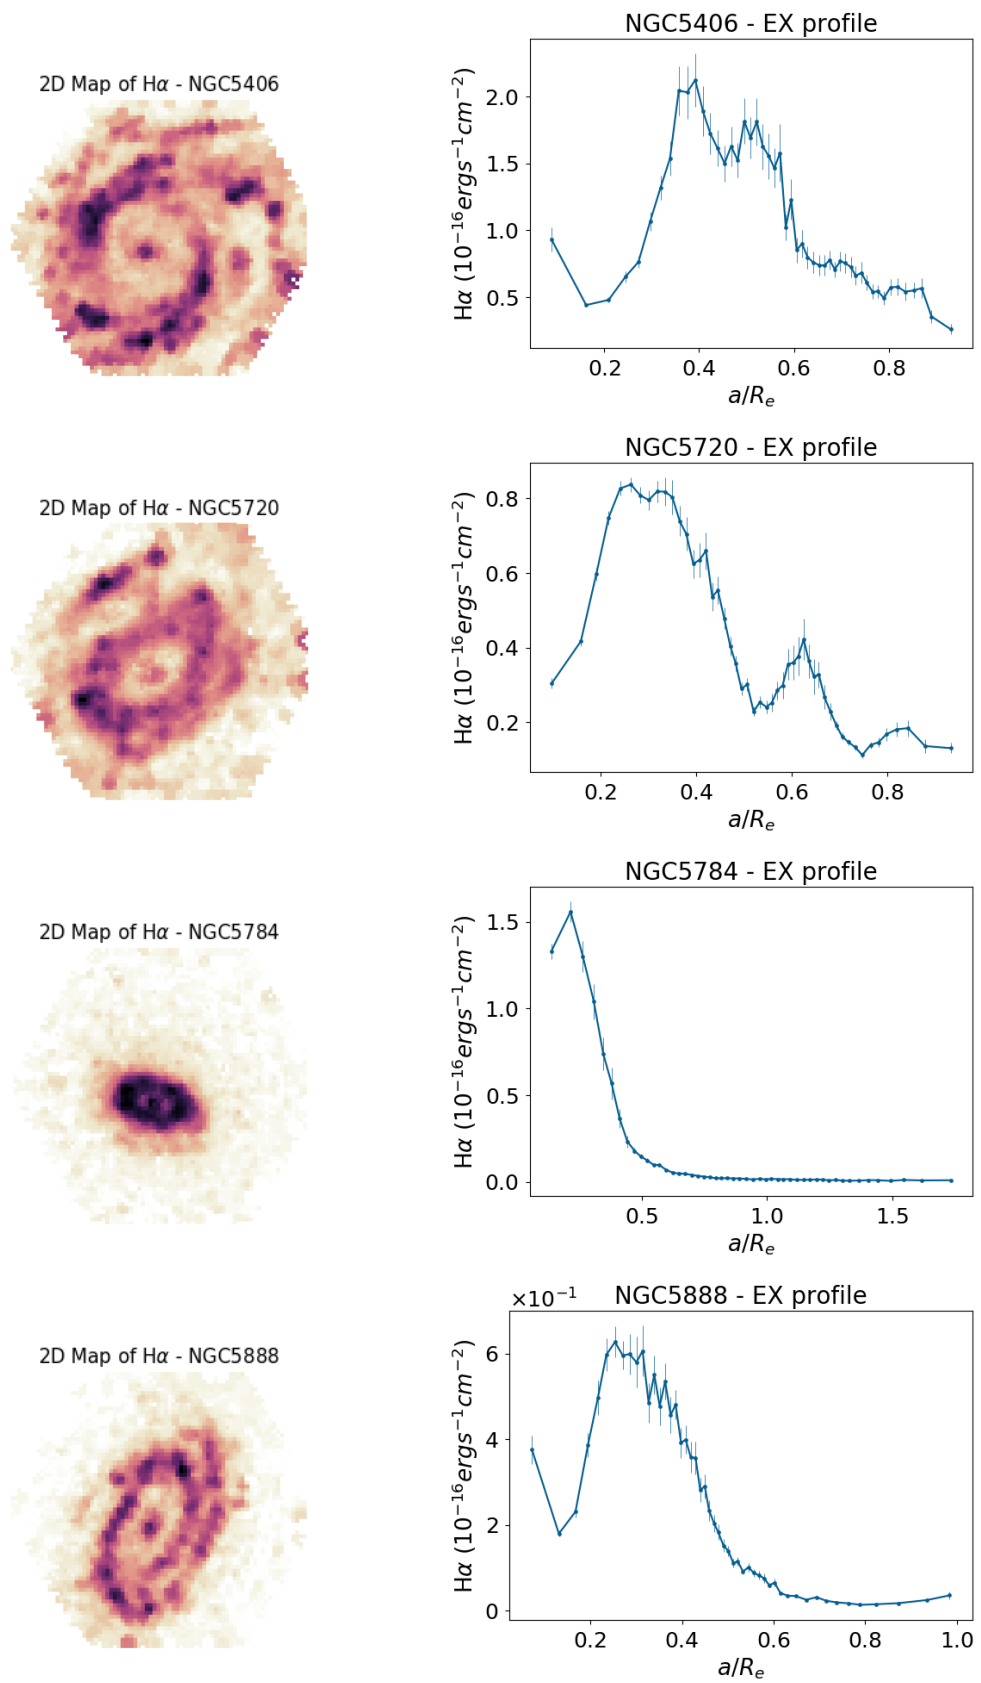 NGC5406 - EX profile
2D Map of Hα - NGC5406
Hα (10⁻¹⁶ergs⁻¹cm⁻²)
2.0
1.5
1.0
0.5
0.2 0.4 0.6 0.8
a/Rₑ
NGC5720 - EX profile
2D Map of Hα - NGC5720
Hα (10⁻¹⁶ergs⁻¹cm⁻²)
0.8
0.6
0.4
0.2
0.2 0.4 0.6 0.8
a/Rₑ
NGC5784 - EX profile
2D Map of Hα - NGC5784
Hα (10⁻¹⁶ergs⁻¹cm⁻²)
1.5
1.0
0.5
0.0
0.5 1.0 1.5
a/Rₑ
×10⁻¹ NGC5888 - EX profile
2D Map of Hα - NGC5888
Hα (10⁻¹⁶ergs⁻¹cm⁻²)
6
4
2
0
0.2 0.4 0.6 0.8 1.0
a/Rₑ